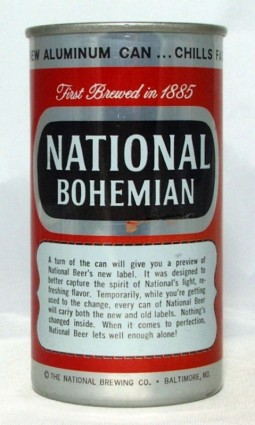 EW ALUMINUM CAN ... CHILLS FA
First Brewed in 1885
NATIONAL
BOHEMIAN
A turn of the can will give you a preview of
National Beer's new label. It was designed to
better capture the spirit of National's light, re-
freshing flavor. Temporarily, while you're getting
used to the change, every can of National Beer
will carry both the new and old labels. Nothing's
changed inside. When it comes to perfection,
National Beer lets well enough alone!
© THE NATIONAL BREWING CO. • BALTIMORE, MD.